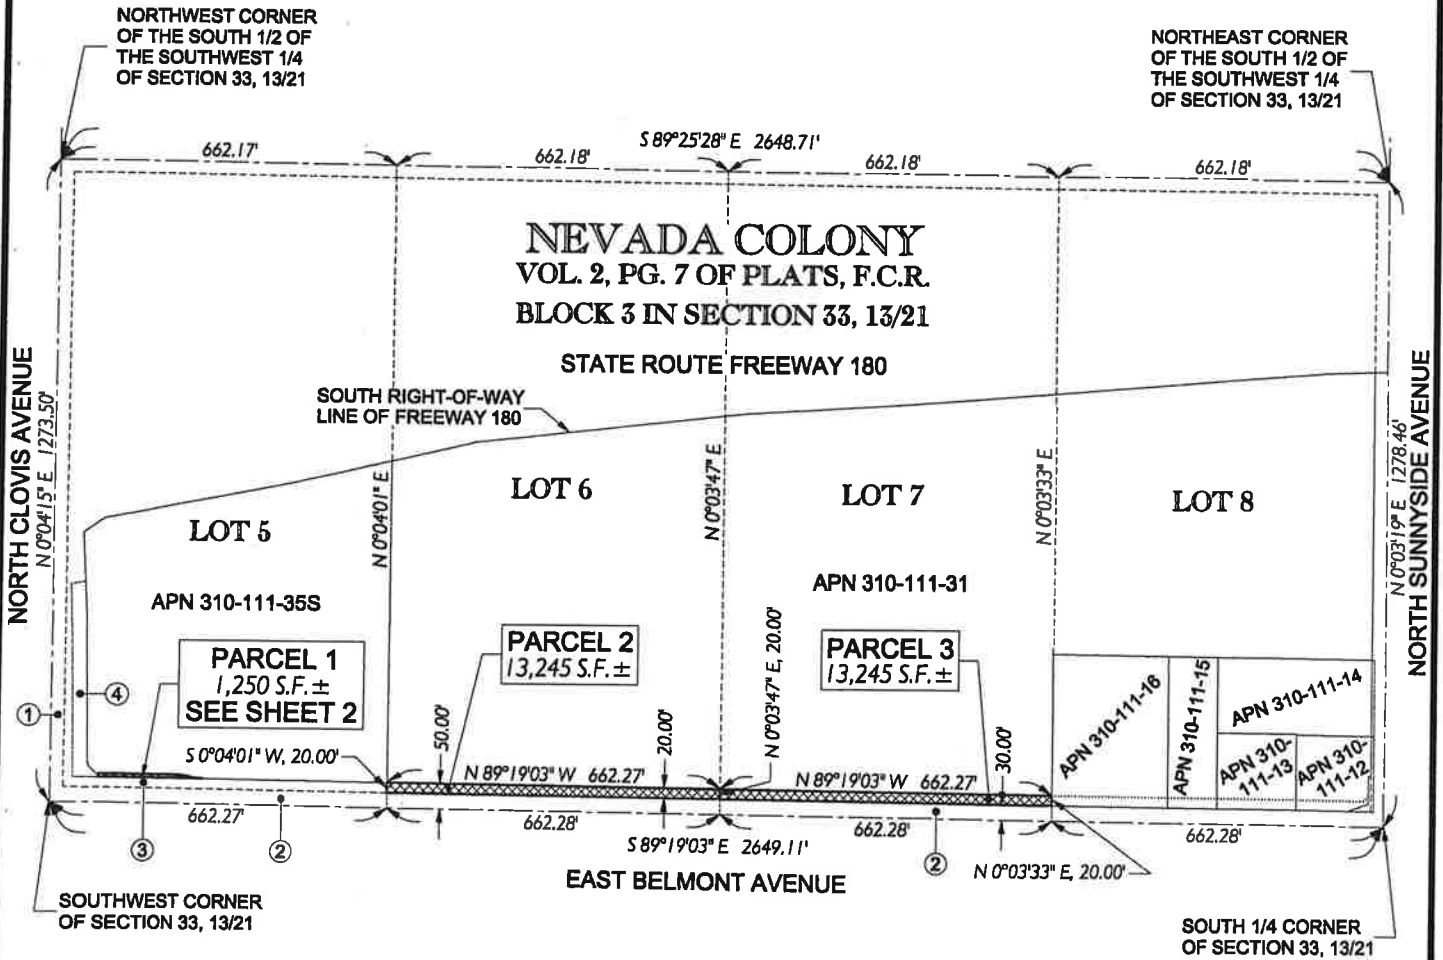 NORTHWEST CORNER
OF THE SOUTH 1/2 OF
THE SOUTHWEST 1/4
OF SECTION 33, 13/21
NORTHEAST CORNER
OF THE SOUTH 1/2 OF
THE SOUTHWEST 1/4
OF SECTION 33, 13/21
S 89°25'28" E 2648.71'
662.17'
662.18'
662.18'
662.18'
NEVADA COLONY
VOL. 2, PG. 7 OF PLATS, F.C.R.
BLOCK 3 IN SECTION 33, 13/21
STATE ROUTE FREEWAY 180
SOUTH RIGHT-OF-WAY
LINE OF FREEWAY 180
NORTH CLOVIS AVENUE
N 0°04'15" E 1273.50'
N 0°04'01" E
N 0°03'47" E
N 0°03'33" E
N 0°03'19" E 1278.46'
NORTH SUNNYSIDE AVENUE
LOT 5
LOT 6
LOT 7
LOT 8
APN 310-111-35S
APN 310-111-31
PARCEL 1
1,250 S.F. ±
SEE SHEET 2
PARCEL 2
13,245 S.F. ±
PARCEL 3
13,245 S.F. ±
N 0°03'47" E, 20.00'
APN 310-111-16
APN 310-111-15
APN 310-111-14
APN 310-
111-13
APN 310-
111-12
1
4
S 0°04'01" W, 20.00'
50.00'
20.00'
30.00'
N 89°19'03" W 662.27'
N 89°19'03" W 662.27'
662.27'
662.28'
662.28'
662.28'
3
2
S 89°19'03" E 2649.11'
2
N 0°03'33" E, 20.00'
EAST BELMONT AVENUE
SOUTHWEST CORNER
OF SECTION 33, 13/21
SOUTH 1/4 CORNER
OF SECTION 33, 13/21